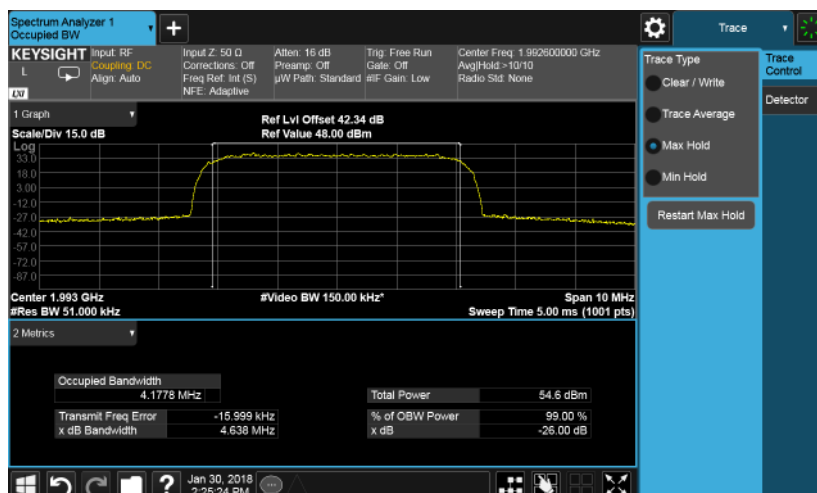 Spectrum Analyzer 1
Occupied BW
+
Trace
KEYSIGHT
L
LXI
Input: RF
Coupling: DC
Align: Auto
Input Z: 50 Ω
Corrections: Off
Freq Ref: Int (S)
NFE: Adaptive
Atten: 16 dB
Preamp: Off
µW Path: Standard
Trig: Free Run
Gate: Off
#IF Gain: Low
Center Freq: 1.992600000 GHz
Avg|Hold:>10/10
Radio Std: None
Trace Type
Clear / Write
Trace Average
Max Hold
Min Hold
Restart Max Hold
Trace
Control
Detector
1 Graph
Scale/Div 15.0 dB
Ref Lvl Offset 42.34 dB
Ref Value 48.00 dBm
Log
33.0
18.0
3.00
-12.0
-27.0
-42.0
-57.0
-72.0
-87.0
Center 1.993 GHz
#Res BW 51.000 kHz
#Video BW 150.00 kHz*
Span 10 MHz
Sweep Time 5.00 ms (1001 pts)
2 Metrics
Occupied Bandwidth
4.1778 MHz
Total Power 54.6 dBm
Transmit Freq Error -15.999 kHz
% of OBW Power 99.00 %
x dB Bandwidth 4.638 MHz
x dB -26.00 dB
?
Jan 30, 2018
2:25:24 PM